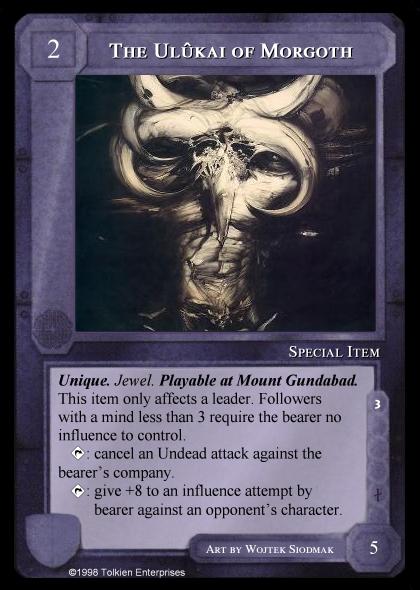 2
The Ulûkai of Morgoth
Special Item
Unique. Jewel. Playable at Mount Gundabad.
This item only affects a leader. Followers
with a mind less than 3 require the bearer no
influence to control.
: cancel an Undead attack against the
bearer's company.
: give +8 to an influence attempt by
bearer against an opponent's character.
3
Art by Wojtek Siodmak
5
©1998 Tolkien Enterprises